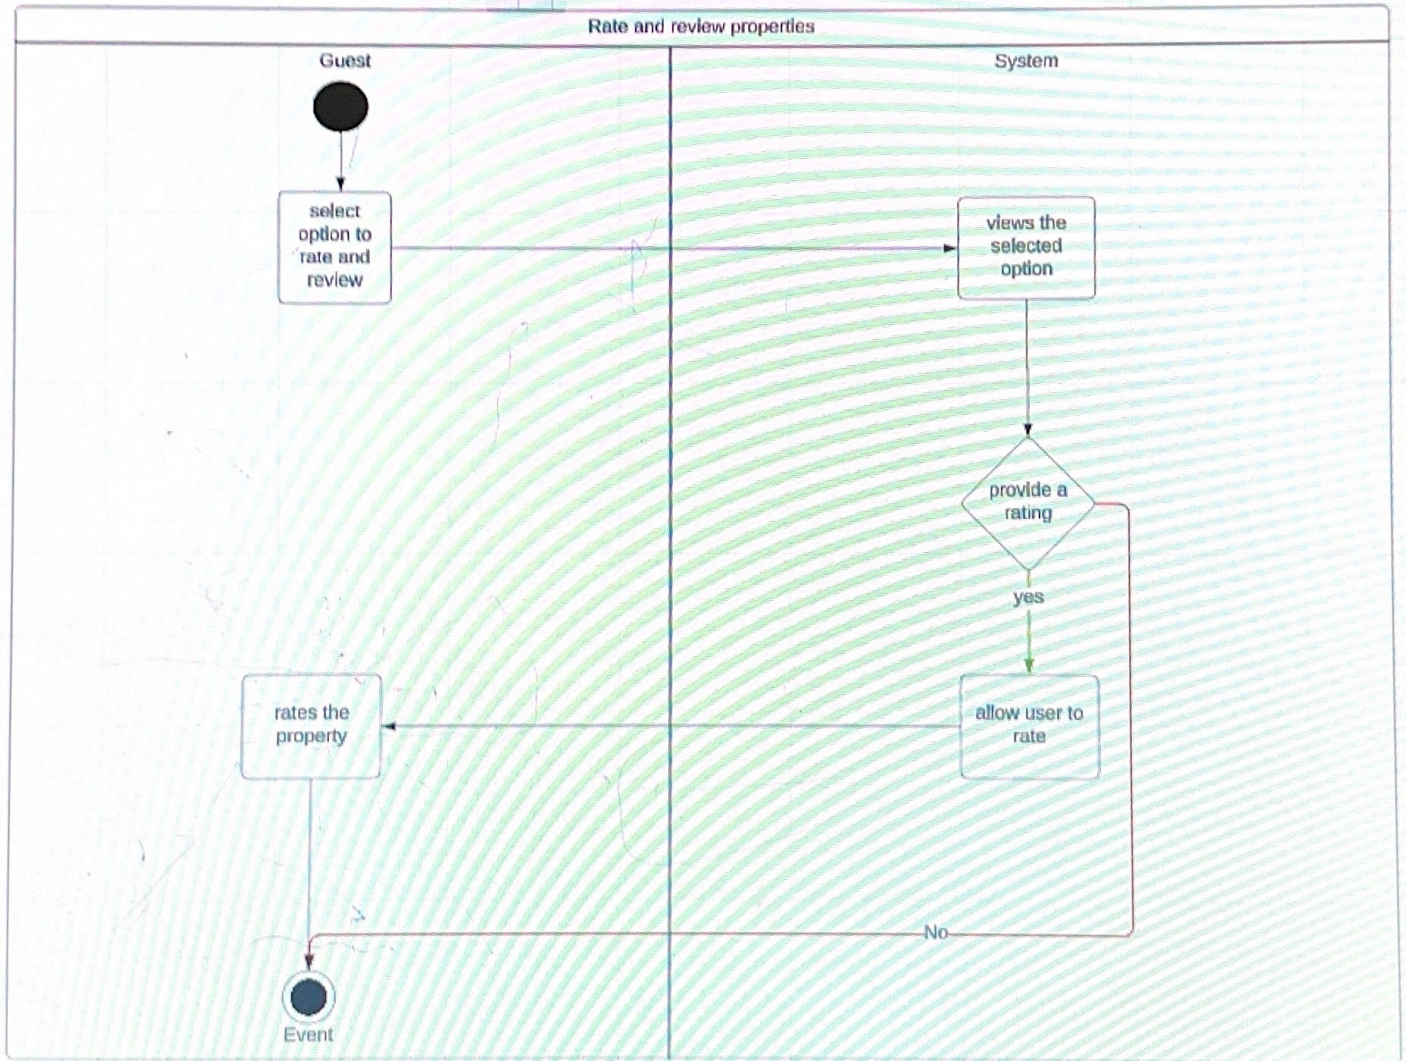 Rate and review properties
Guest
System
select
option to
rate and
review
views the
selected
option
provide a
rating
yes
rates the
property
allow user to
rate
No
Event